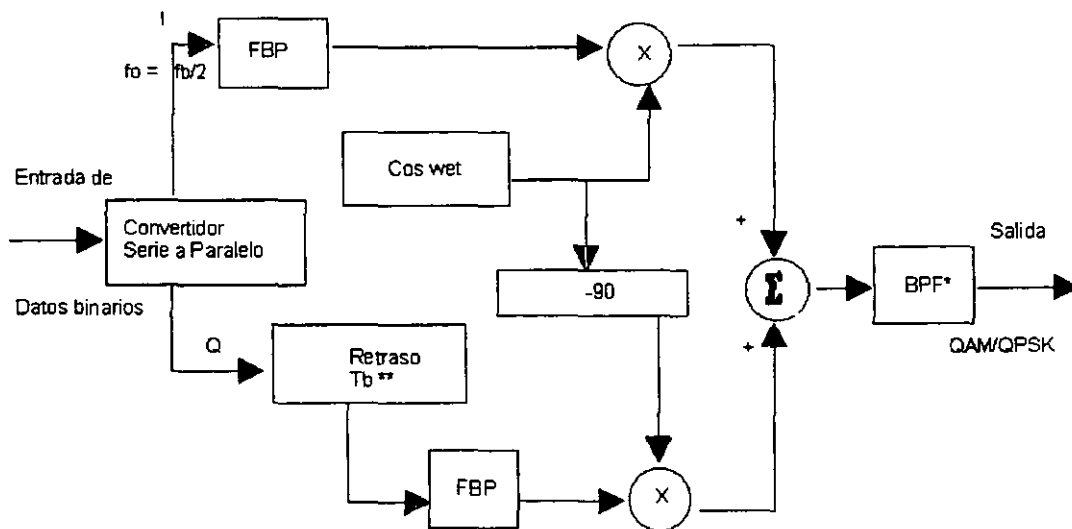 I
FBP
X
fo = fb/2
Cos wet
Entrada de
Convertidor
Serie a Paralelo
Datos binarios
-90
+
Σ
+
BPF*
Salida
QAM/QPSK
Q
Retraso
Tb **
FBP
X